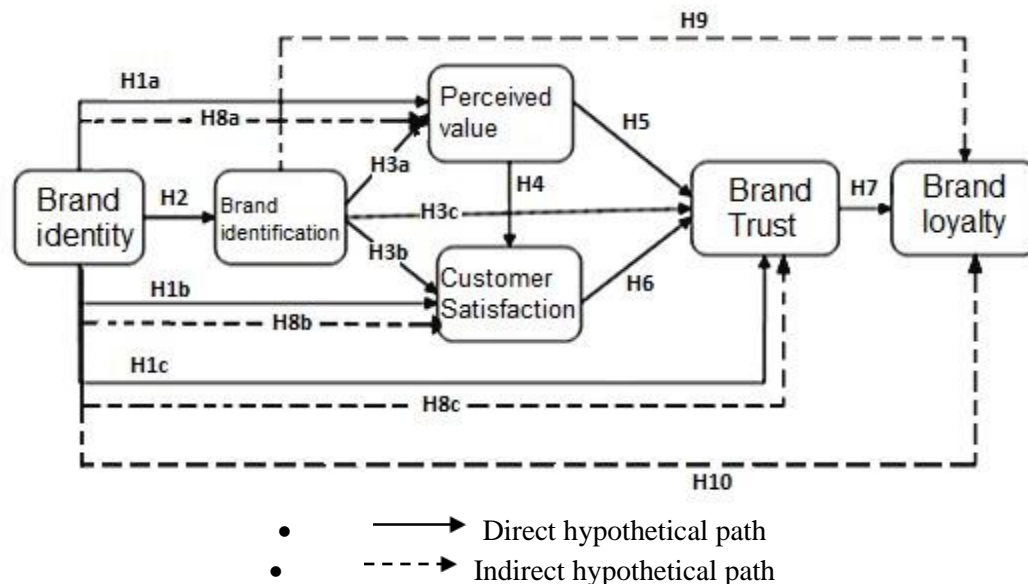 H9
H1a
Perceived
value
H8a
H5
H3a
H4
Brand
identity
H2
Brand
identification
H3c
Brand
Trust
H7
Brand
loyalty
H3b
Customer
Satisfaction
H1b
H6
H8b
H1c
H8c
H10
• Direct hypothetical path
• Indirect hypothetical path